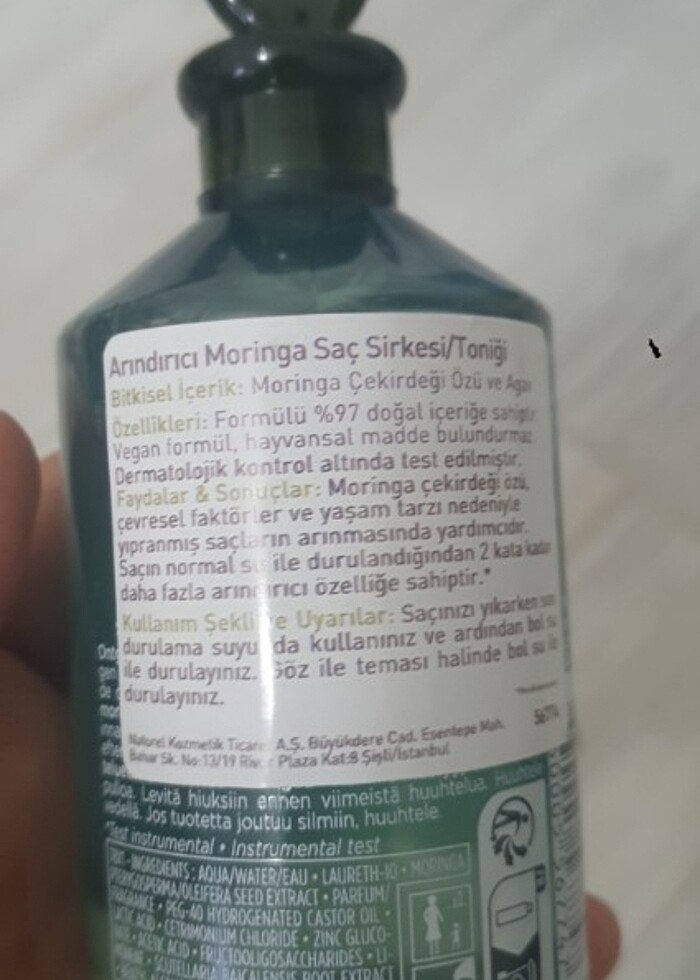 Arındırıcı Moringa Saç Sirkesi/Toniği
Bitkisel İçerik: Moringa Çekirdeği Özü ve
Özellikleri: Formülü %97 doğal içeriğe sahiptir.
Vegan formül, hayvansal madde bulundurmaz.
Dermatolojik kontrol altında test edilmiştir.
Faydalar & Sonuçlar: Moringa çekirdeği özü,
çevresel faktörler ve yaşam tarzı nedeniyle
yıpranmış saçların arınmasında yardımcıdır.
Saçın normal su ile durulandığından 2 kata kadar
daha fazla arındırıcı özelliğe sahiptir.*
Kullanım Şekli ve Uyarılar: Saçınızı yıkarken son
durulama suyunda kullanınız ve ardından bol su
ile durulayınız. Göz ile teması halinde bol su ile
durulayınız.
56774
Naturel Kozmetik Ticaret A.Ş. Büyükdere Cad. Esentepe Mah.
Bahar Sk. No:13/19 River Plaza Kat:8 Şişli/İstanbul
Levitä hiuksiin ennen viimeistä huuhtelua. Huuhtele
vedellä. Jos tuotetta joutuu silmiin, huuhtele
*Test instrumental • Instrumental test
INGREDIENTS: AQUA/WATER/EAU • LAURETH-10 • MORINGA
PTERYGOSPERMA/OLEIFERA SEED EXTRACT • PARFUM/
FRAGRANCE • PEG-40 HYDROGENATED CASTOR OIL •
LACTIC ACID • CETRIMONIUM CHLORIDE • ZINC GLUCO-
ACETIC ACID • FRUCTOOLIGOSACCHARIDES • LI-
SCUTELLARIA BAICALENSIS ROOT EXTRACT